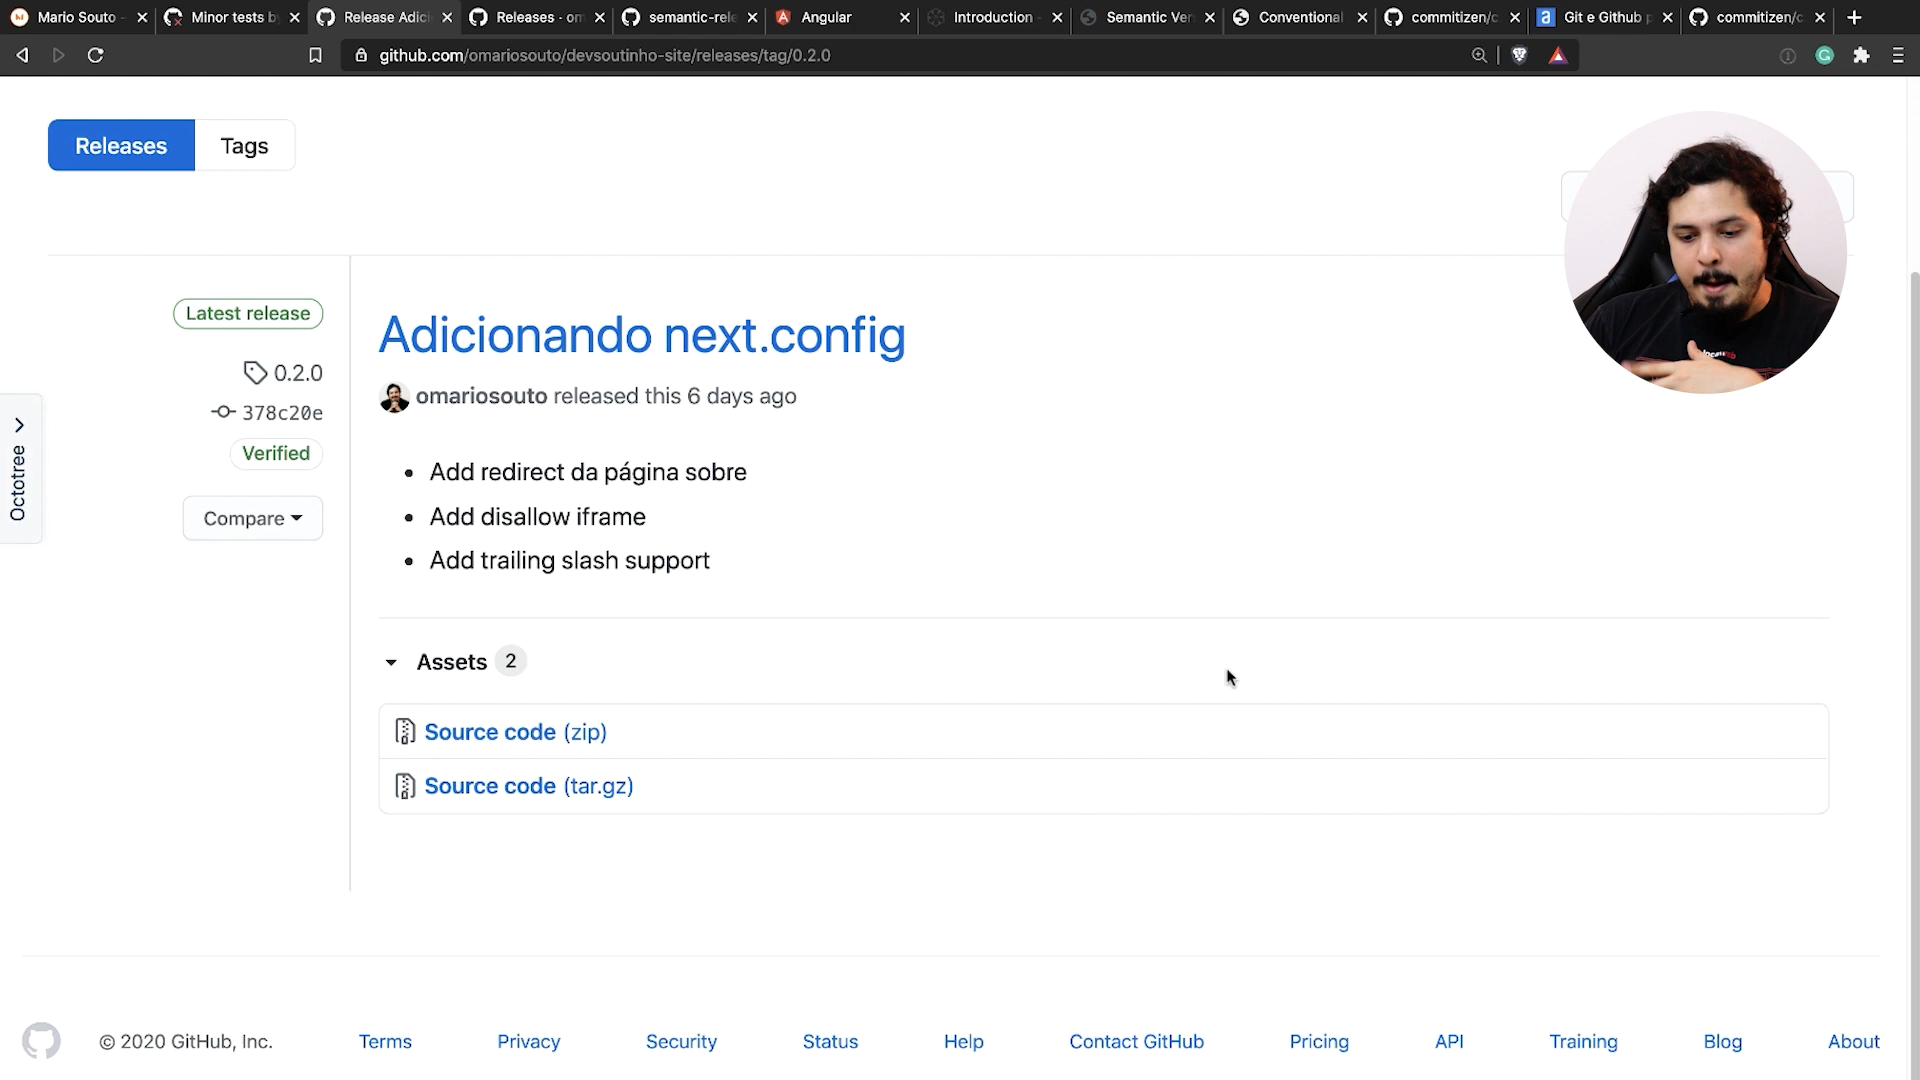 Mario Souto -
Minor tests b
Release Adici
Releases · om
semantic-rele
Angular
Introduction -
Semantic Ver
Conventional
commitizen/c
Git e Github p
commitizen/c
github.com/omariosouto/devsoutinho-site/releases/tag/0.2.0
Releases
Tags
Latest release
0.2.0
378c20e
Verified
Compare
Octotree
Adicionando next.config
omariosouto released this 6 days ago
• Add redirect da página sobre
• Add disallow iframe
• Add trailing slash support
Assets 2
Source code (zip)
Source code (tar.gz)
© 2020 GitHub, Inc.
Terms
Privacy
Security
Status
Help
Contact GitHub
Pricing
API
Training
Blog
About